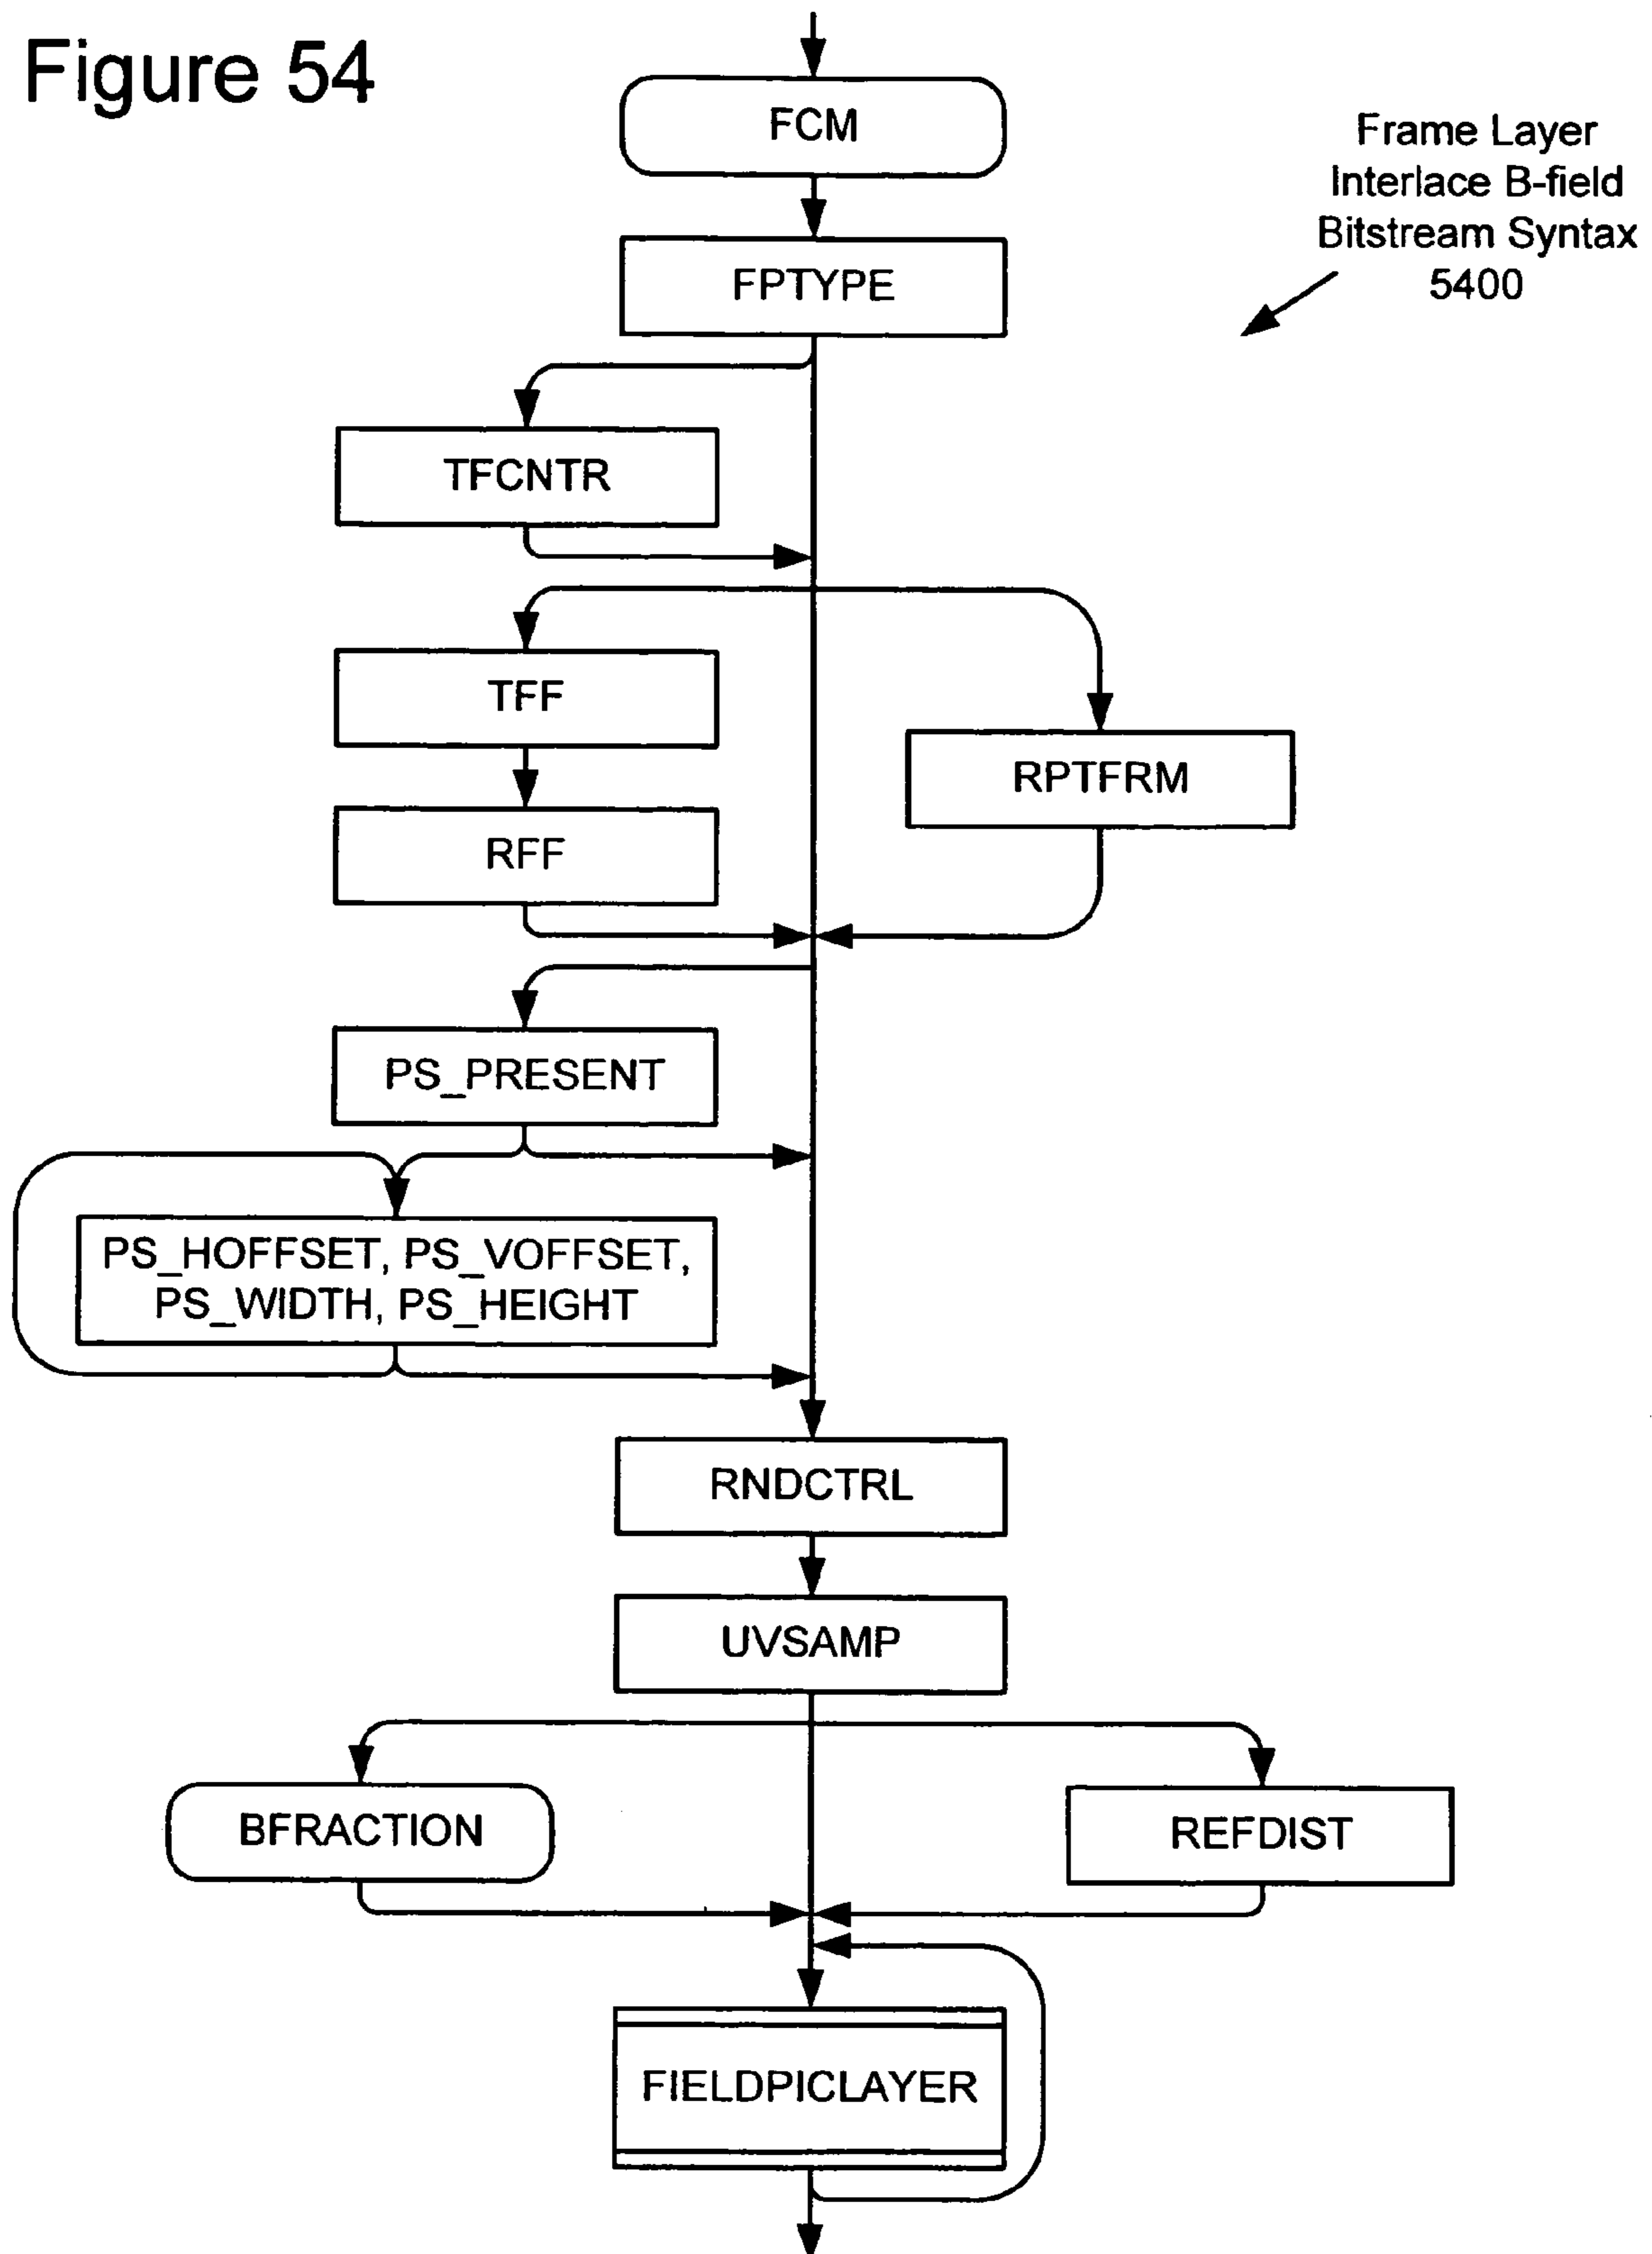 Figure 54
FCM
Frame Layer
Interlace B-field
Bitstream Syntax
5400
FPTYPE
TFCNTR
TFF
RPTFRM
RFF
PS_PRESENT
PS_HOFFSET, PS_VOFFSET,
PS_WIDTH, PS_HEIGHT
RNDCTRL
UVSAMP
BFRACTION
REFDIST
FIELDPICLAYER